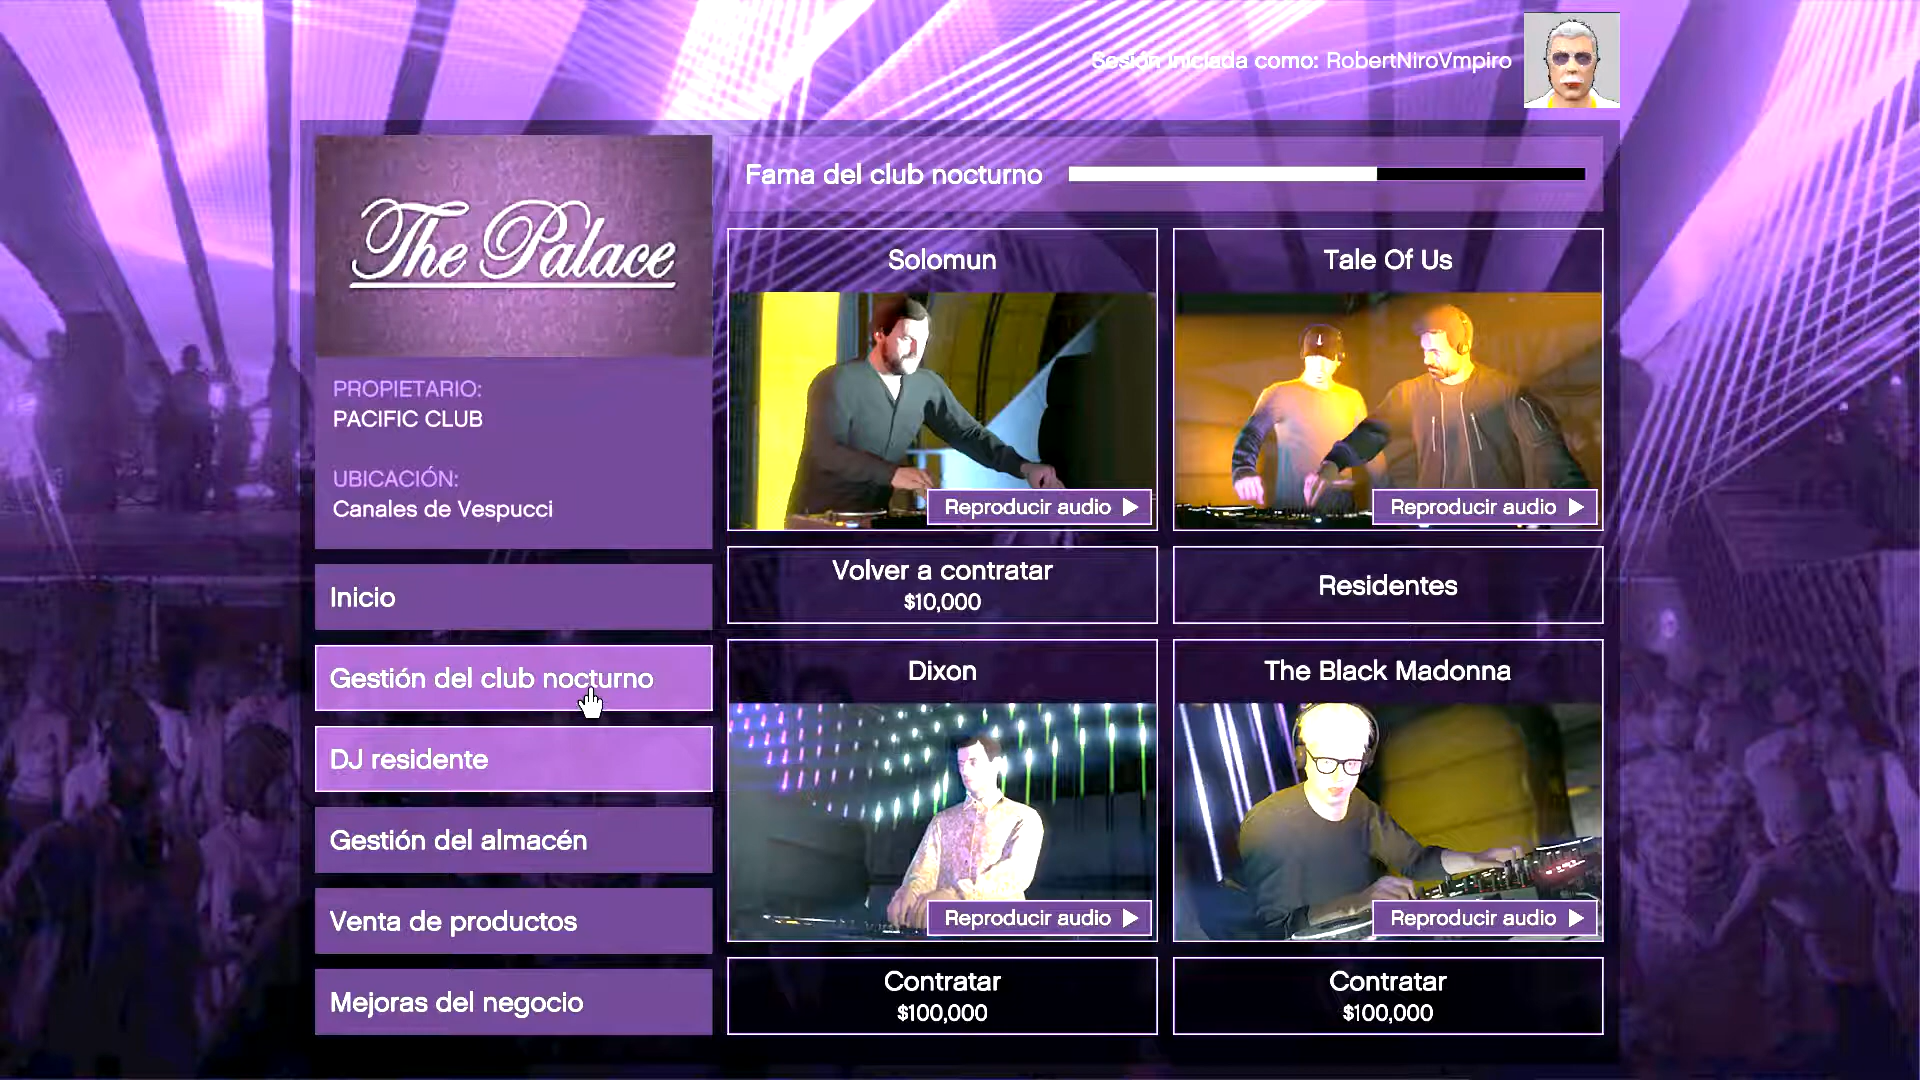 Sesión iniciada como: RobertNiroVmpiro
The Palace
PROPIETARIO:
PACIFIC CLUB
UBICACIÓN:
Canales de Vespucci
Inicio
Gestión del club nocturno
DJ residente
Gestión del almacén
Venta de productos
Mejoras del negocio
Fama del club nocturno
Solomun
Reproducir audio
Volver a contratar
$10,000
Tale Of Us
Reproducir audio
Residentes
Dixon
Reproducir audio
Contratar
$100,000
The Black Madonna
Reproducir audio
Contratar
$100,000